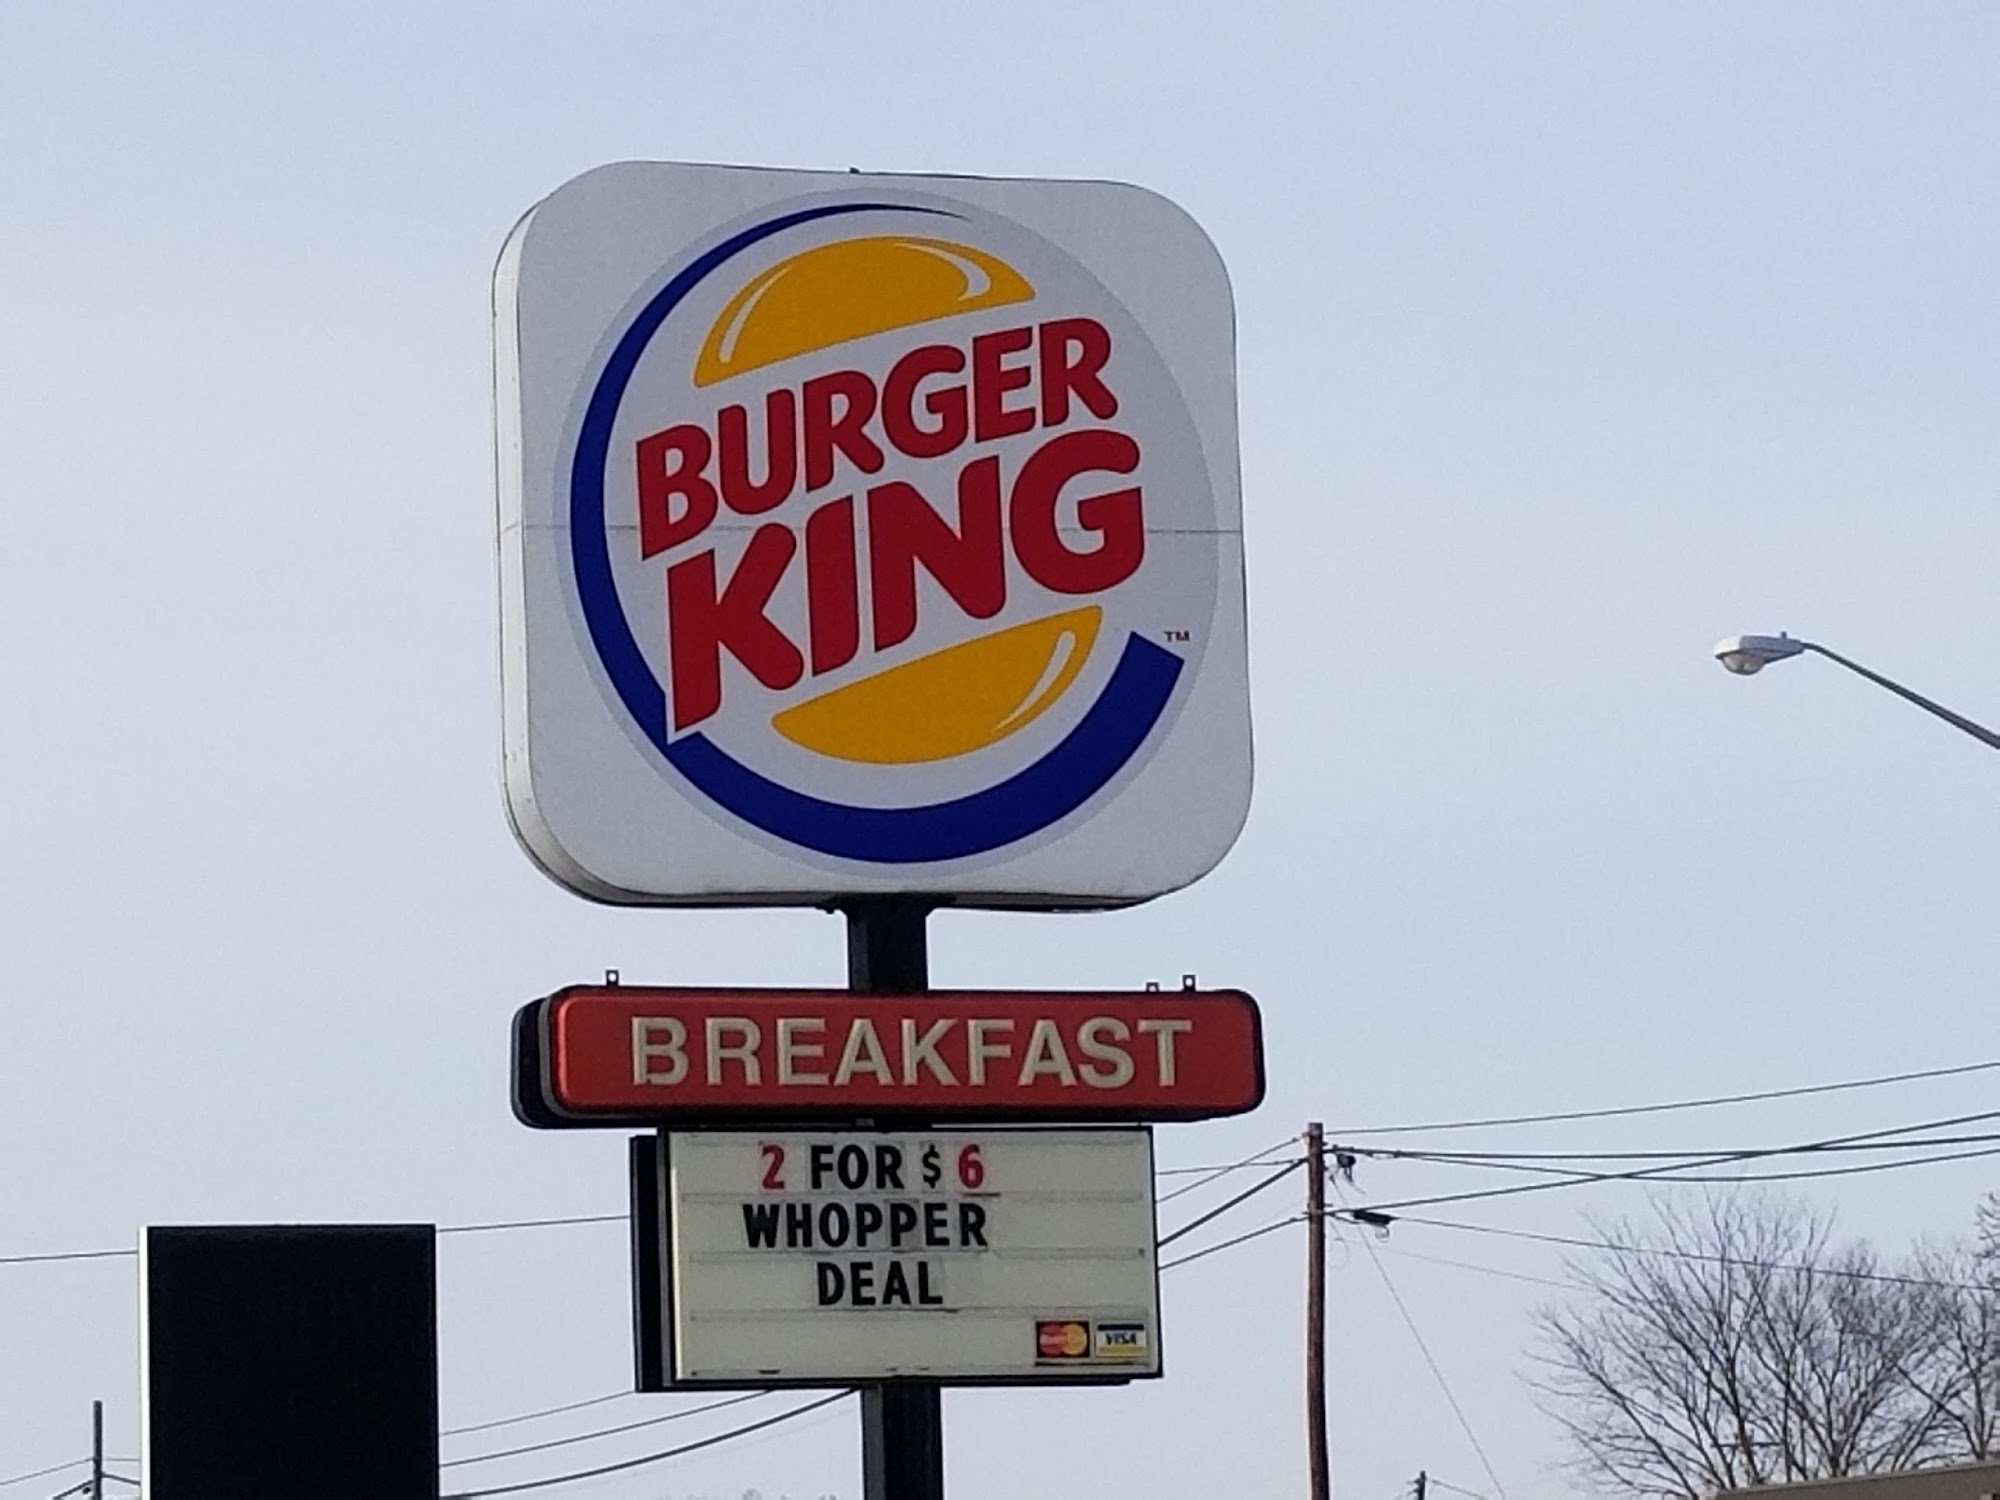 BURGER
KING
TM
BREAKFAST
2 FOR $ 6
WHOPPER
DEAL
VISA